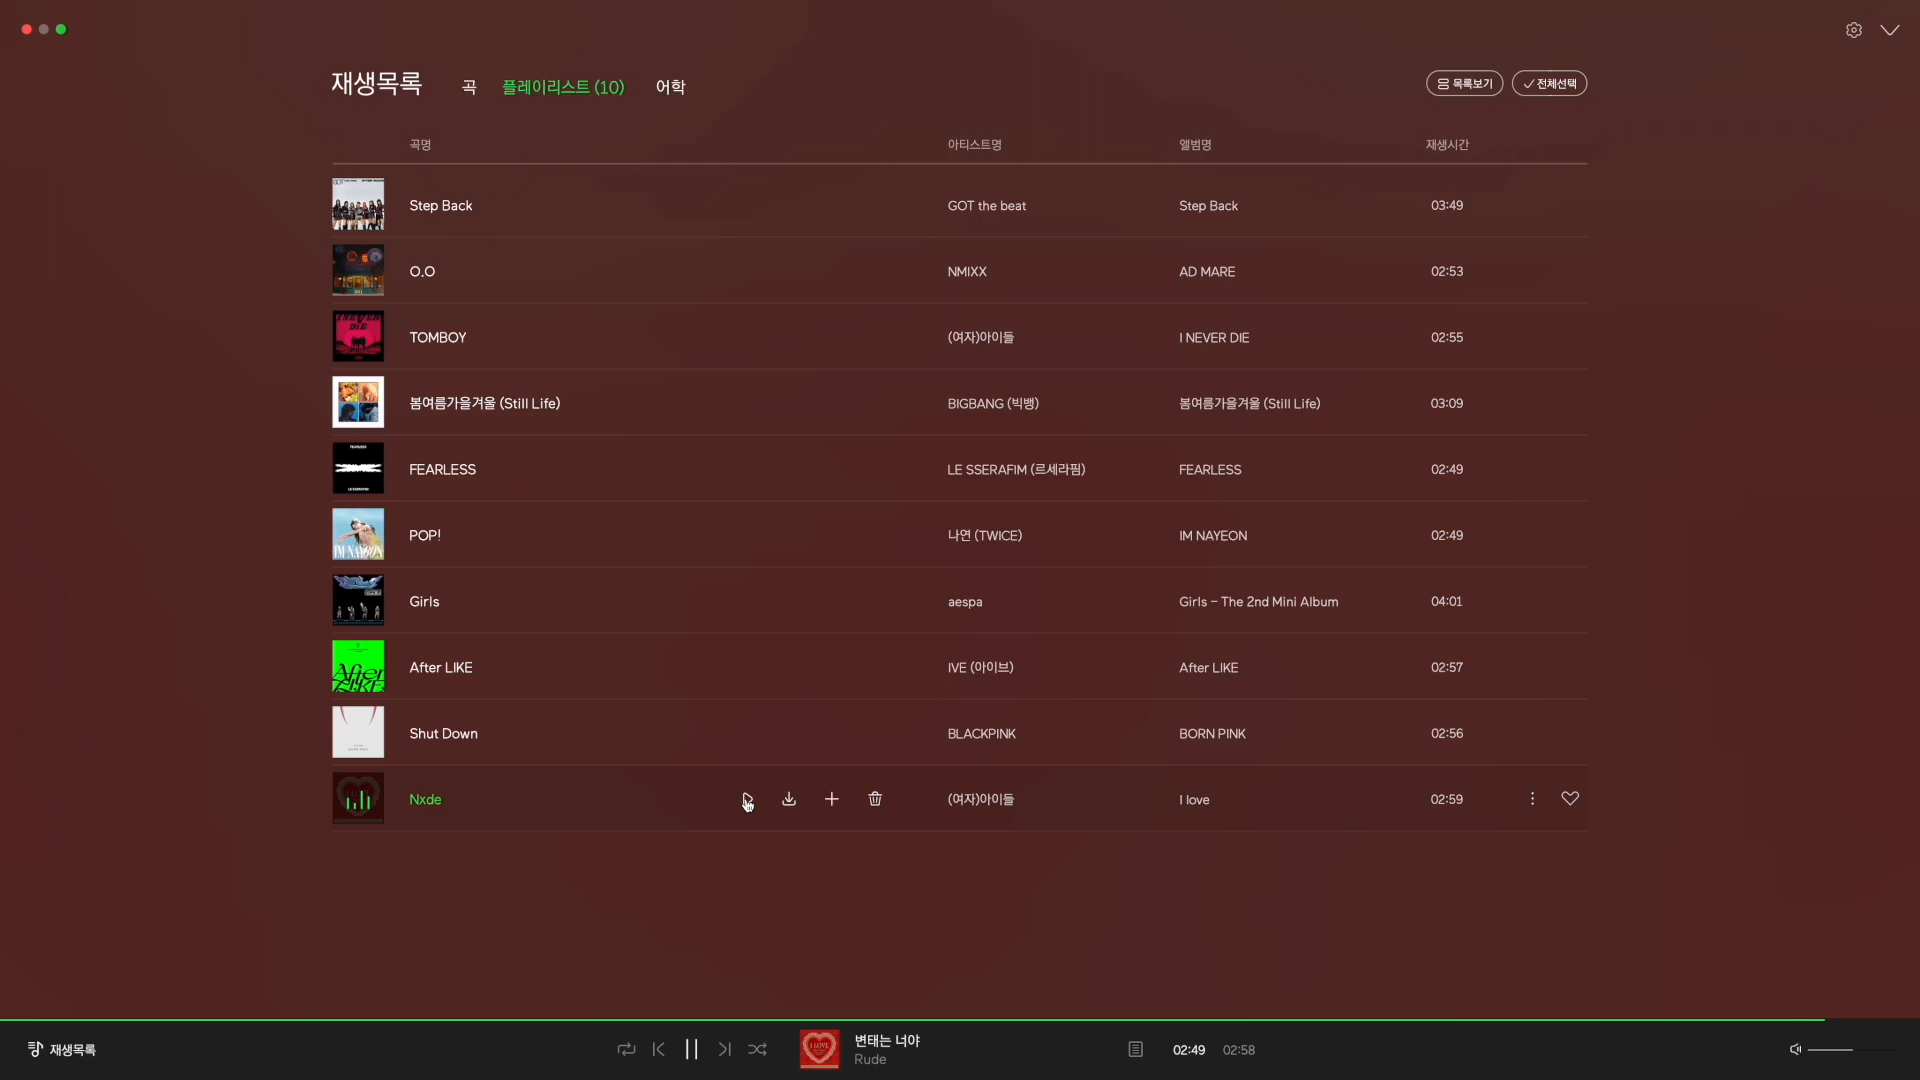 재생목록 곡 플레이리스트 (10) 어학 목록보기 전체선택
곡명 아티스트명 앨범명 재생시간
Step Back GOT the beat Step Back 03:49
O.O NMIXX AD MARE 02:53
TOMBOY (여자)아이들 I NEVER DIE 02:55
봄여름가을겨울 (Still Life) BIGBANG (빅뱅) 봄여름가을겨울 (Still Life) 03:09
FEARLESS LE SSERAFIM (르세라핌) FEARLESS 02:49
POP! 나연 (TWICE) IM NAYEON 02:49
IM NAYEON
Girls aespa Girls – The 2nd Mini Album 04:01
After LIKE IVE (아이브) After LIKE 02:57
After LIKE
Shut Down BLACKPINK BORN PINK 02:56
Nxde (여자)아이들 I love 02:59
재생목록 I LOVE 변태는 너야 02:49 02:58
Rude